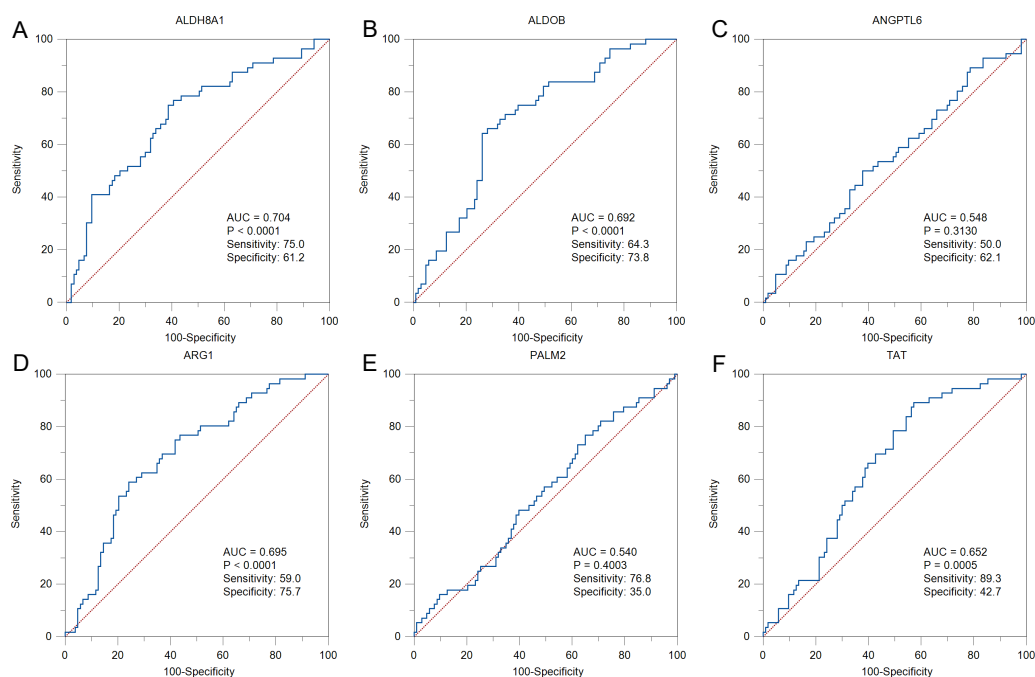 A
ALDH8A1
100
80
60
40
20
0
Sensitivity
AUC = 0.704
P < 0.0001
Sensitivity: 75.0
Specificity: 61.2
0 20 40 60 80 100
100-Specificity
B
ALDOB
100
80
60
40
20
0
Sensitivity
AUC = 0.692
P < 0.0001
Sensitivity: 64.3
Specificity: 73.8
0 20 40 60 80 100
100-Specificity
C
ANGPTL6
100
80
60
40
20
0
Sensitivity
AUC = 0.548
P = 0.3130
Sensitivity: 50.0
Specificity: 62.1
0 20 40 60 80 100
100-Specificity
D
ARG1
100
80
60
40
20
0
Sensitivity
AUC = 0.695
P < 0.0001
Sensitivity: 59.0
Specificity: 75.7
0 20 40 60 80 100
100-Specificity
E
PALM2
100
80
60
40
20
0
Sensitivity
AUC = 0.540
P = 0.4003
Sensitivity: 76.8
Specificity: 35.0
0 20 40 60 80 100
100-Specificity
F
TAT
100
80
60
40
20
0
Sensitivity
AUC = 0.652
P = 0.0005
Sensitivity: 89.3
Specificity: 42.7
0 20 40 60 80 100
100-Specificity